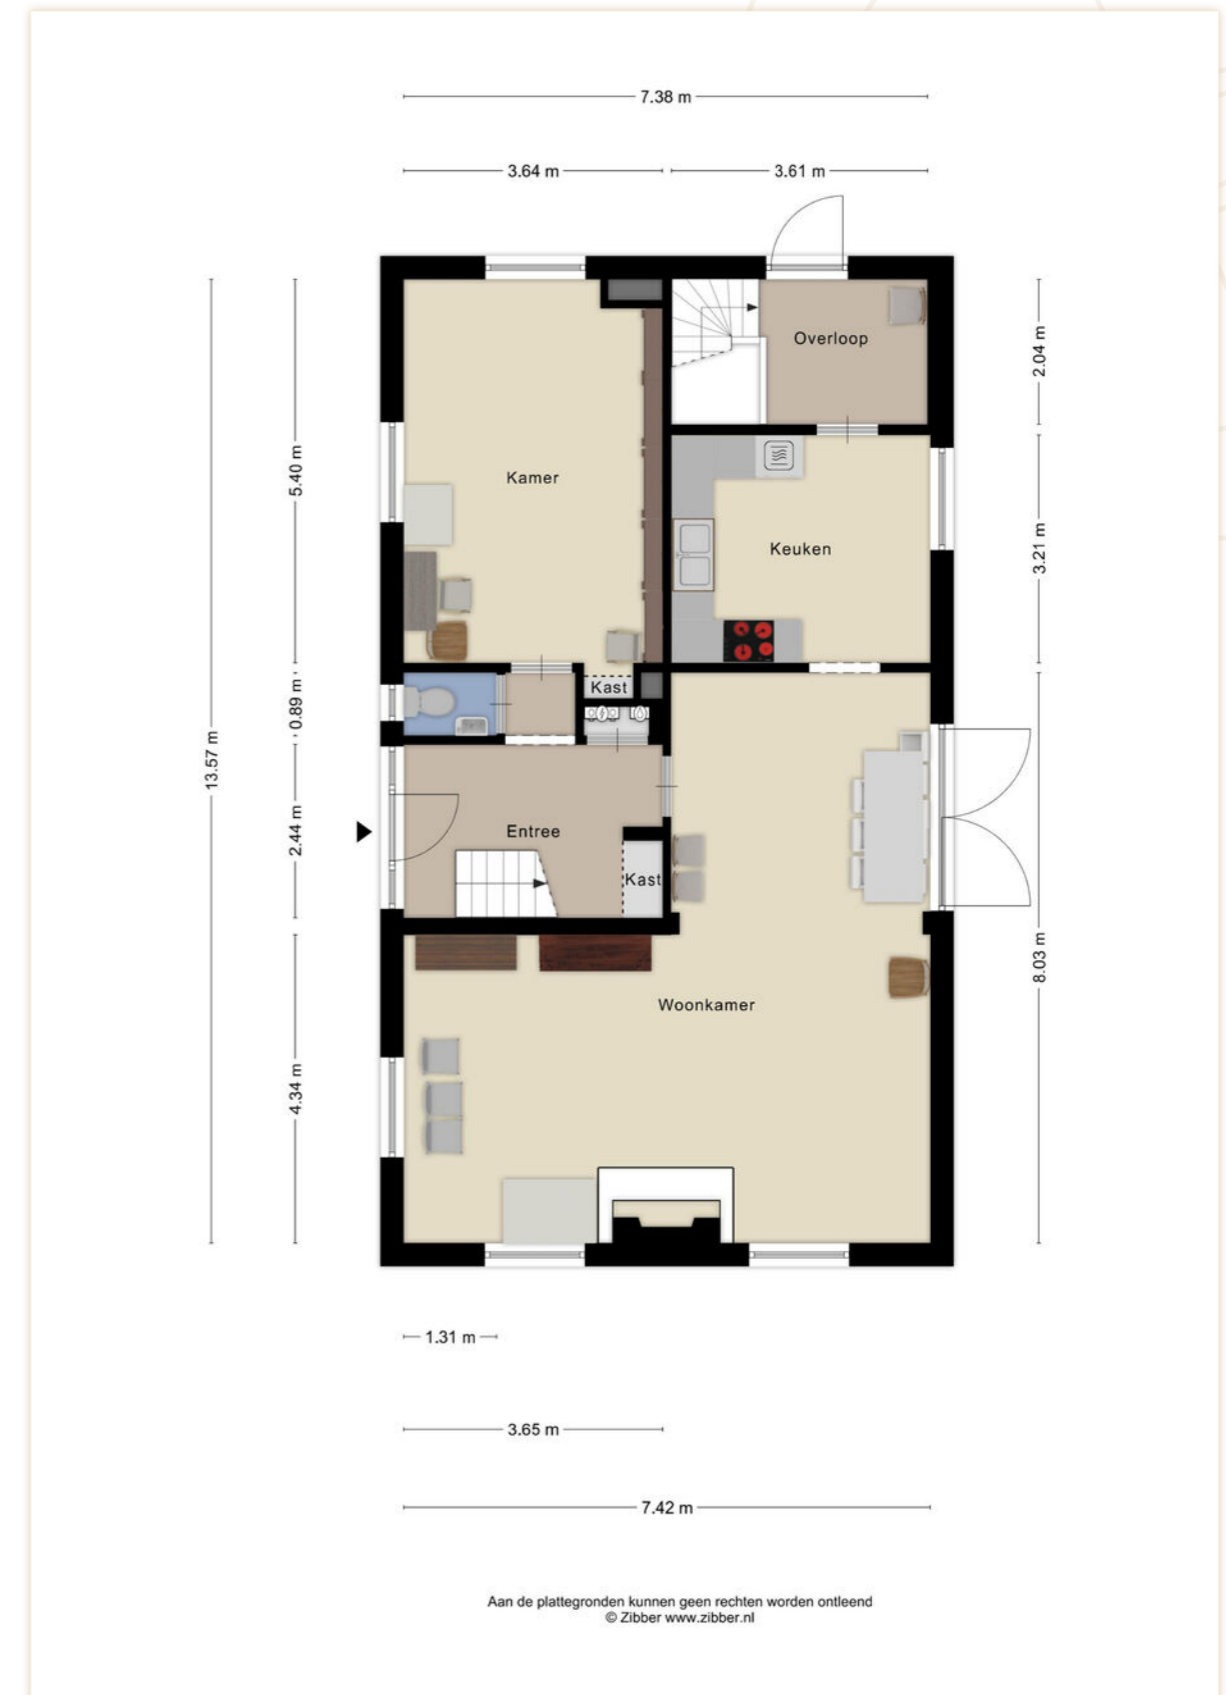 7.38 m
3.64 m
3.61 m
Overloop
2.04 m
Kamer
5.40 m
Keuken
3.21 m
Kast
0.89 m
13.57 m
Entree
2.44 m
Kast
8.03 m
Woonkamer
4.34 m
1.31 m
3.65 m
7.42 m
Aan de plattegronden kunnen geen rechten worden ontleend
© Zibber www.zibber.nl